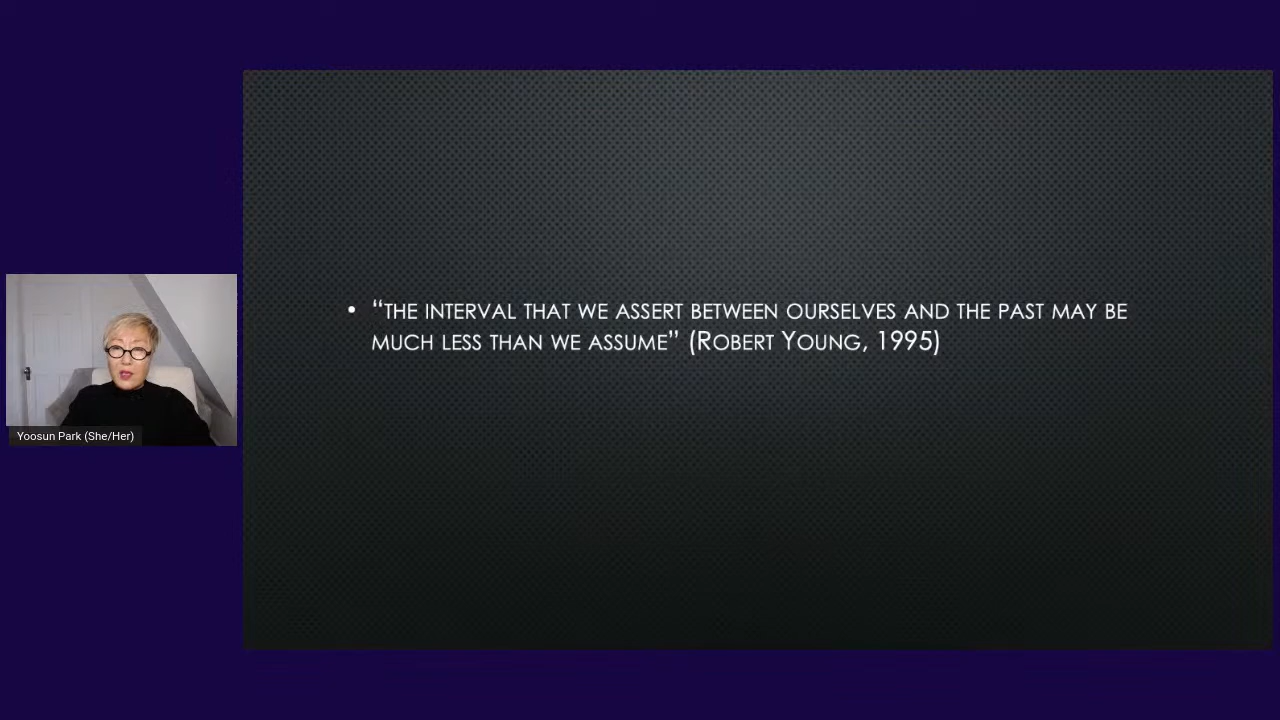 • “THE INTERVAL THAT WE ASSERT BETWEEN OURSELVES AND THE PAST MAY BE
MUCH LESS THAN WE ASSUME” (ROBERT YOUNG, 1995)
Yoosun Park (She/Her)